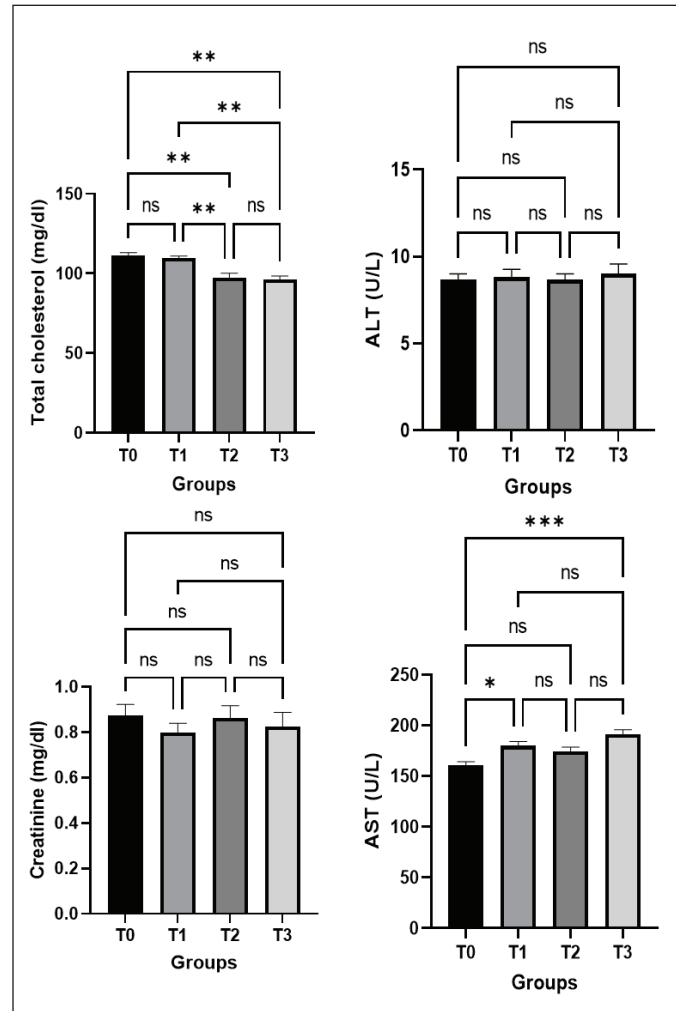 **
**
**
ns ** ns
Total cholesterol (mg/dl)
150
100
50
0
T0 T1 T2 T3
Groups
ns
ns
ns
ns ns ns
ALT (U/L)
15
10
5
0
T0 T1 T2 T3
Groups
ns
ns
ns
ns ns ns
Creatinine (mg/dl)
1.0
0.8
0.6
0.4
0.2
0.0
T0 T1 T2 T3
Groups
***
ns
ns
* ns ns
AST (U/L)
250
200
150
100
50
0
T0 T1 T2 T3
Groups